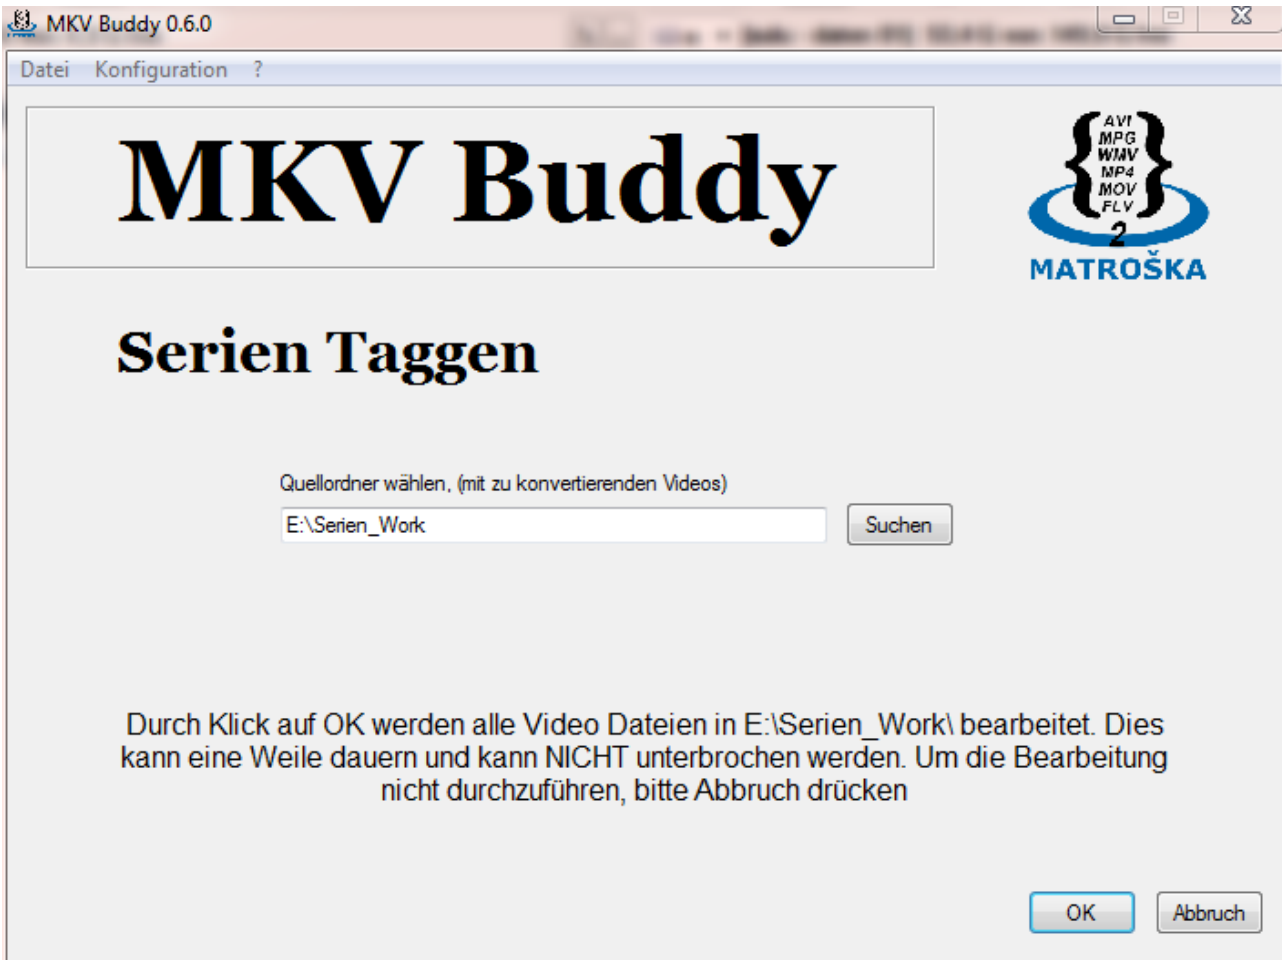 MKV Buddy 0.6.0
Datei Konfiguration ?
MKV Buddy
AVI
MPG
WMV
MP4
MOV
FLV
2
MATROŠKA
Serien Taggen
Quellordner wählen, (mit zu konvertierenden Videos)
E:\Serien_Work Suchen
Durch Klick auf OK werden alle Video Dateien in E:\Serien_Work\ bearbeitet. Dies
kann eine Weile dauern und kann NICHT unterbrochen werden. Um die Bearbeitung
nicht durchzuführen, bitte Abbruch drücken
OK Abbruch